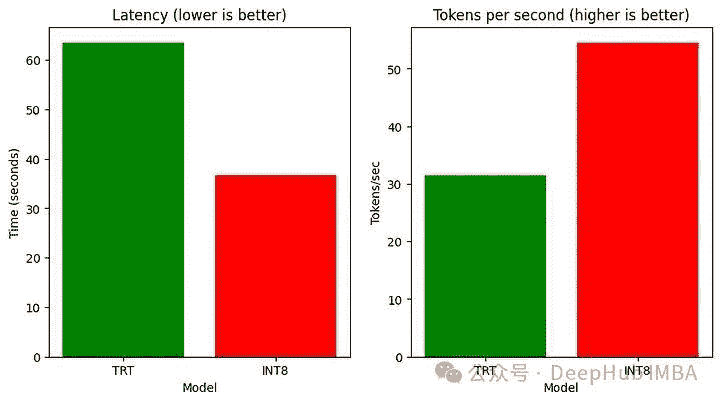 Latency (lower is better)
Time (seconds)
60
50
40
30
20
10
0
TRT
INT8
Model
Tokens per second (higher is better)
Tokens/sec
50
40
30
20
10
0
TRT
INT8
Model
公众号 · DeepHub IMBA